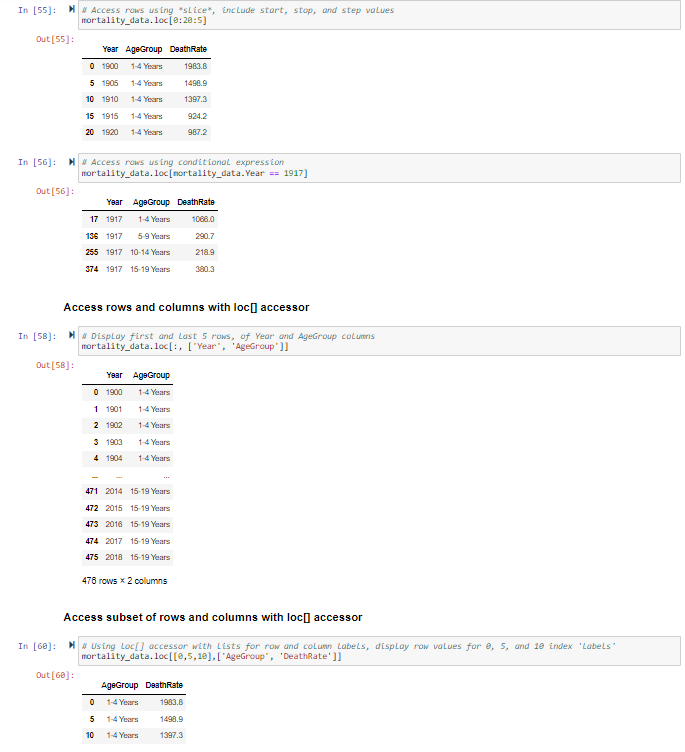 In [55]: # Access rows using *slice*, include start, stop, and step values
mortality_data.loc[0:20:5]
Out[55]:
Year AgeGroup DeathRate
0 1900 1-4 Years 1983.8
5 1905 1-4 Years 1498.9
10 1910 1-4 Years 1397.3
15 1915 1-4 Years 924.2
20 1920 1-4 Years 987.2
In [56]: # Access rows using conditional expression
mortality_data.loc[mortality_data.Year == 1917]
Out[56]:
Year AgeGroup DeathRate
17 1917 1-4 Years 1066.0
136 1917 5-9 Years 290.7
255 1917 10-14 Years 218.9
374 1917 15-19 Years 380.3
Access rows and columns with loc[] accessor
In [58]: # Display first and last 5 rows, of Year and AgeGroup columns
mortality_data.loc[:, ['Year', 'AgeGroup']]
Out[58]:
Year AgeGroup
0 1900 1-4 Years
1 1901 1-4 Years
2 1902 1-4 Years
3 1903 1-4 Years
4 1904 1-4 Years
... ... ...
471 2014 15-19 Years
472 2015 15-19 Years
473 2016 15-19 Years
474 2017 15-19 Years
475 2018 15-19 Years
476 rows × 2 columns
Access subset of rows and columns with loc[] accessor
In [60]: # Using loc[] accessor with lists for row and column labels, display row values for 0, 5, and 10 index 'labels'
mortality_data.loc[[0,5,10],['AgeGroup', 'DeathRate']]
Out[60]:
AgeGroup DeathRate
0 1-4 Years 1983.8
5 1-4 Years 1498.9
10 1-4 Years 1397.3